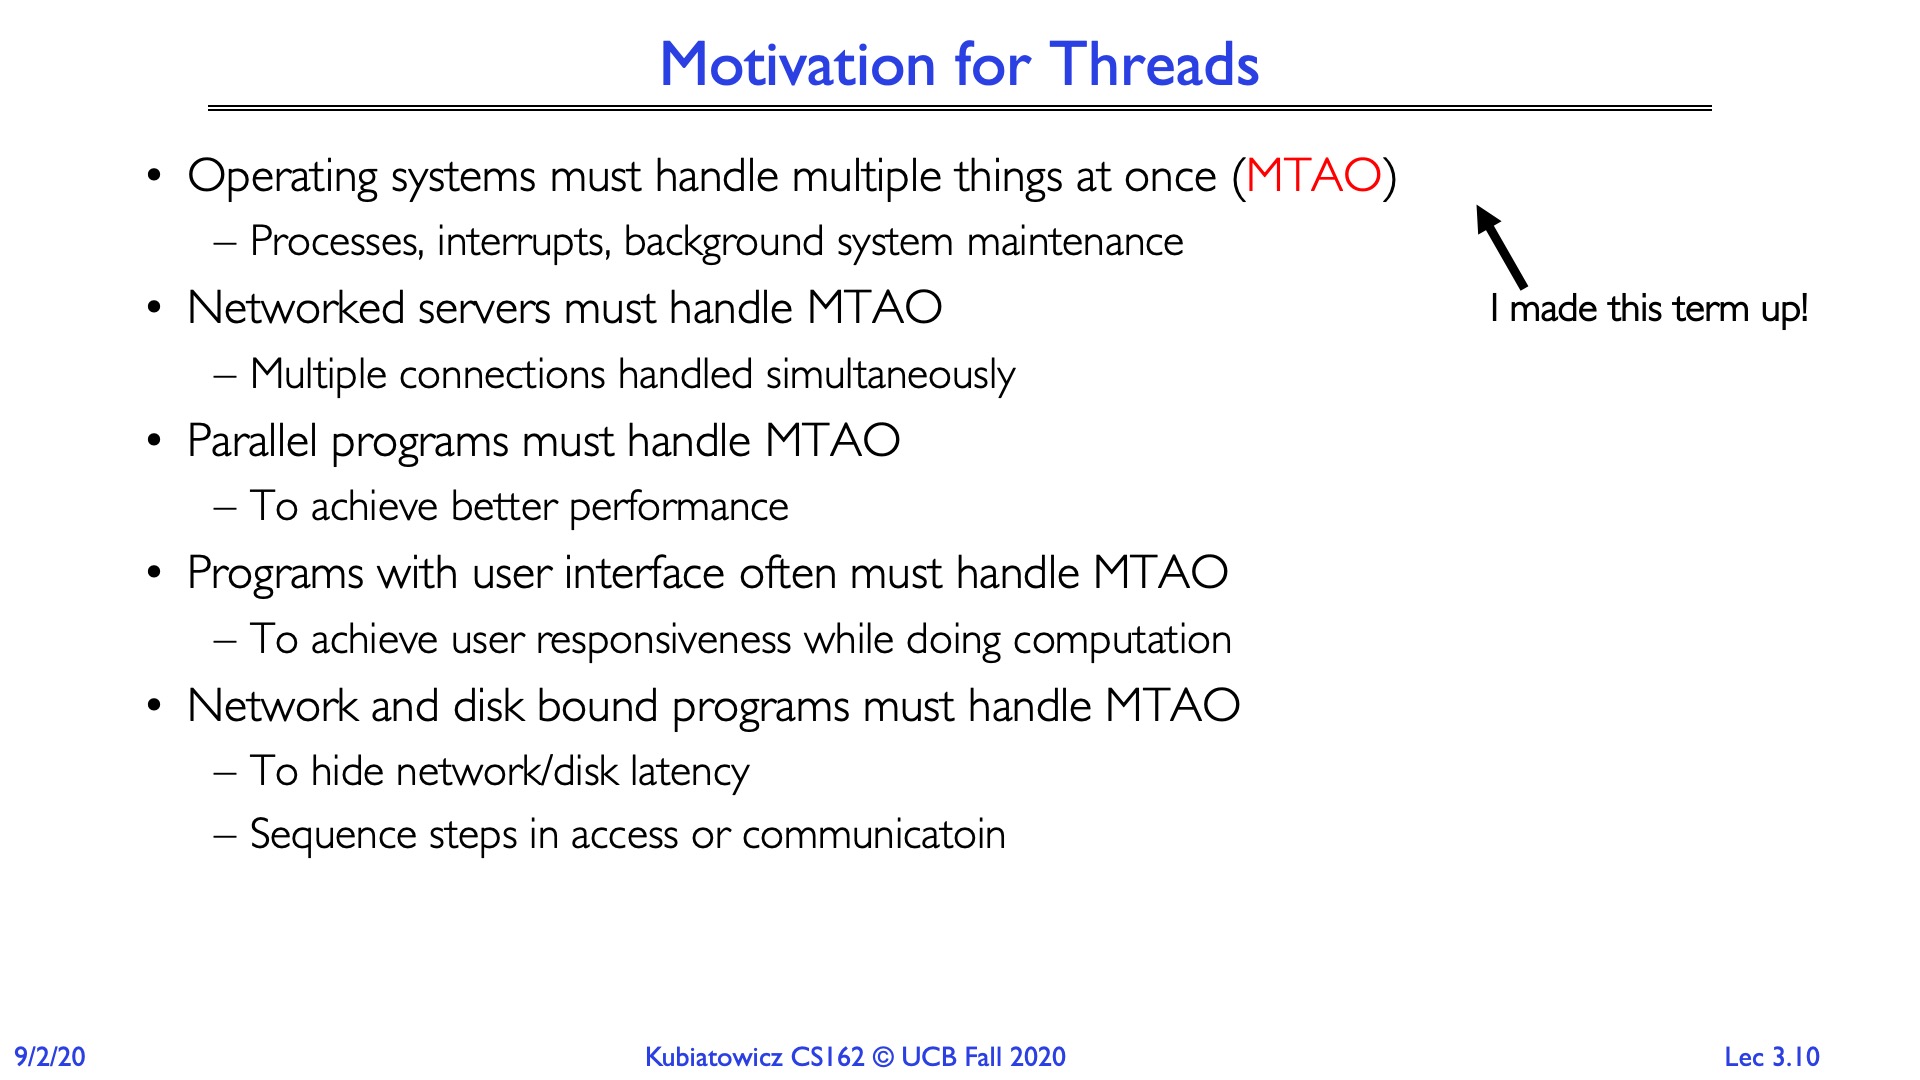 Motivation for Threads
• Operating systems must handle multiple things at once (MTAO)
– Processes, interrupts, background system maintenance
• Networked servers must handle MTAO
I made this term up!
– Multiple connections handled simultaneously
• Parallel programs must handle MTAO
– To achieve better performance
• Programs with user interface often must handle MTAO
– To achieve user responsiveness while doing computation
• Network and disk bound programs must handle MTAO
– To hide network/disk latency
– Sequence steps in access or communicatoin
9/2/20
Kubiatowicz CS162 © UCB Fall 2020
Lec 3.10